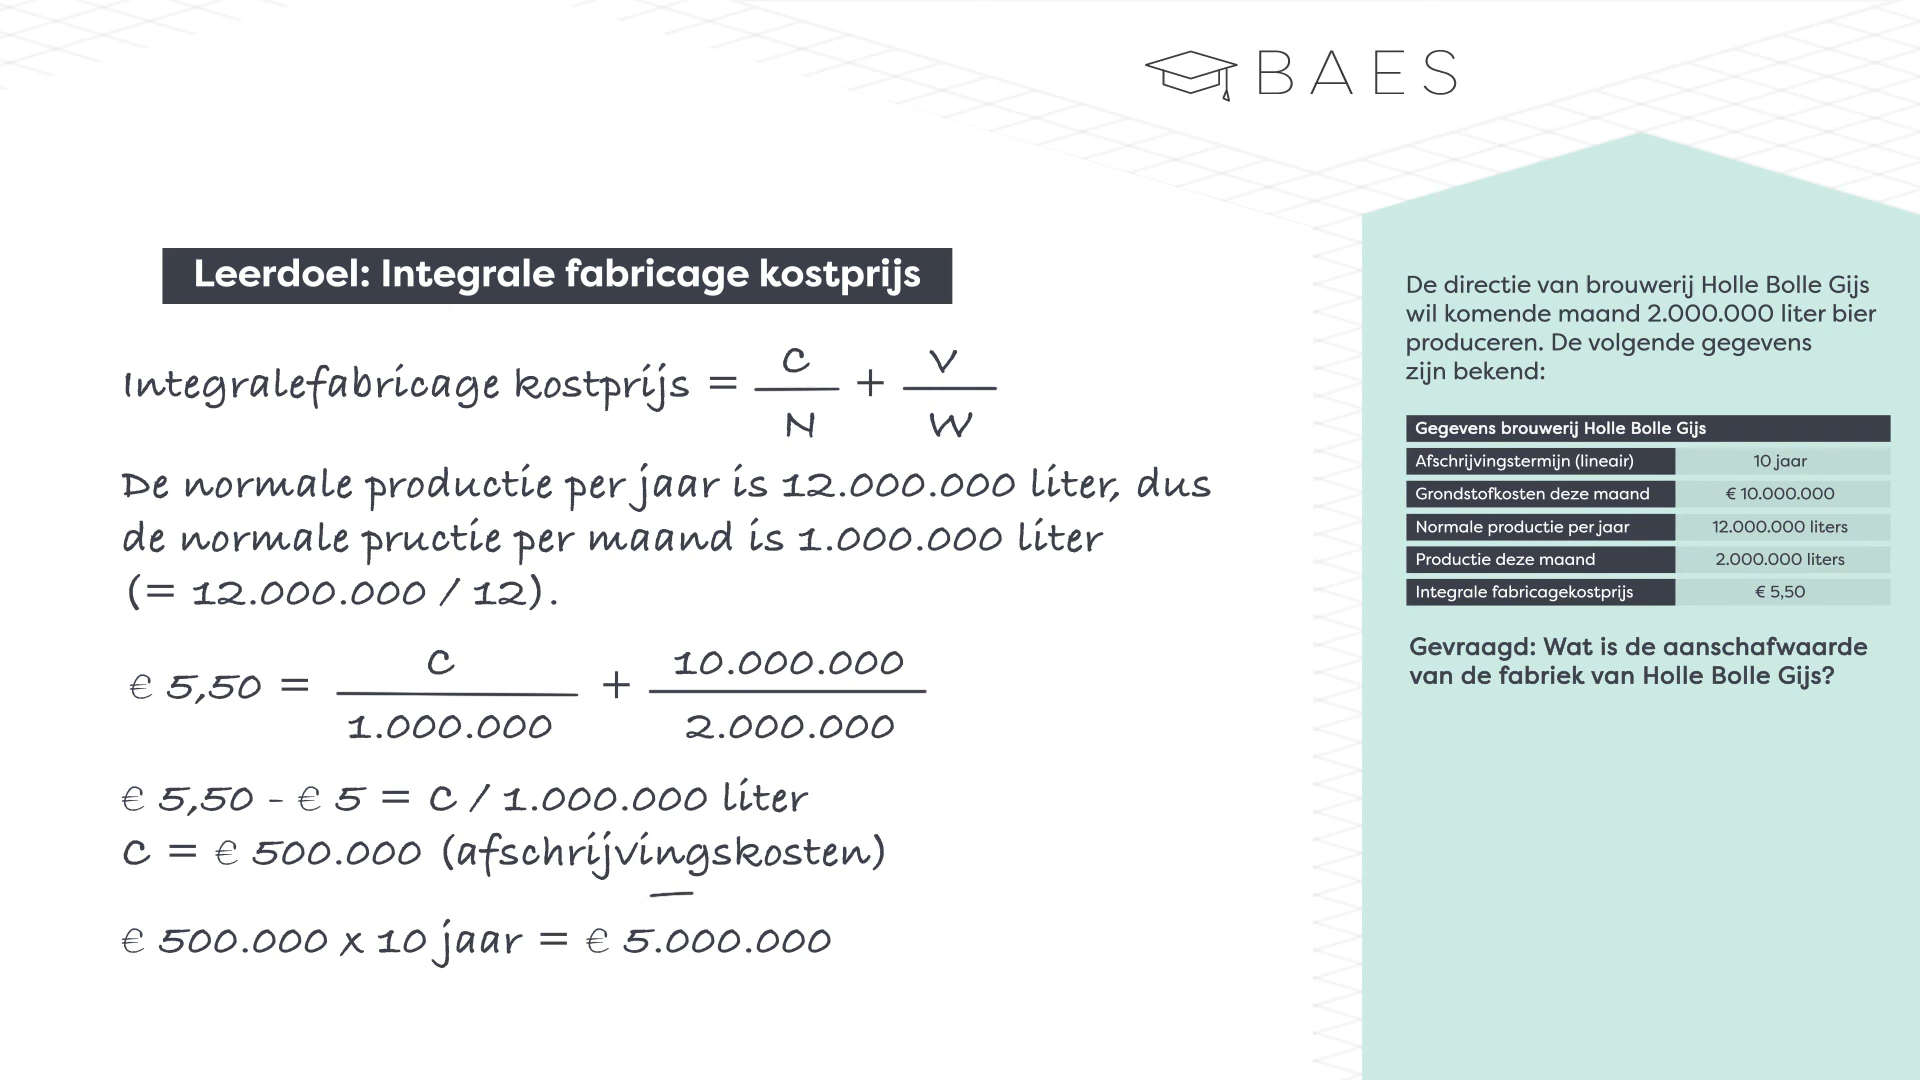 BAES
Leerdoel: Integrale fabricage kostprijs
Integralefabricage kostprijs = C / N + V / W
De normale productie per jaar is 12.000.000 liter, dus
de normale pructie per maand is 1.000.000 liter
(= 12.000.000 / 12).
€ 5,50 = C / 1.000.000 + 10.000.000 / 2.000.000
€ 5,50 - € 5 = C / 1.000.000 liter
C = € 500.000 (afschrijvingskosten)
€ 500.000 x 10 jaar = € 5.000.000
De directie van brouwerij Holle Bolle Gijs
wil komende maand 2.000.000 liter bier
produceren. De volgende gegevens
zijn bekend:
Gegevens brouwerij Holle Bolle Gijs
Afschrijvingstermijn (lineair) 10 jaar
Grondstofkosten deze maand € 10.000.000
Normale productie per jaar 12.000.000 liters
Productie deze maand 2.000.000 liters
Integrale fabricagekostprijs € 5,50
Gevraagd: Wat is de aanschafwaarde
van de fabriek van Holle Bolle Gijs?